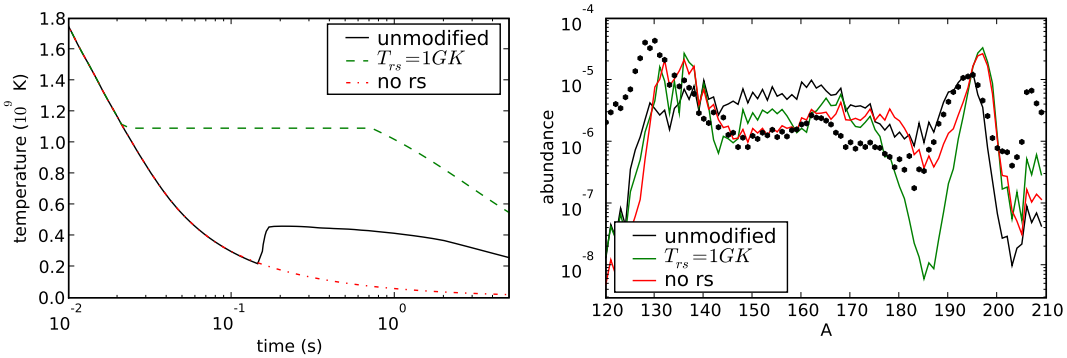 1.8
1.6
1.4
1.2
1.0
0.8
0.6
0.4
0.2
0.0
temperature (10^9 K)
10^-2
10^-1
10^0
time (s)
unmodified
T_rs=1GK
no rs
10^-4
10^-5
10^-6
10^-7
10^-8
abundance
120 130 140 150 160 170 180 190 200 210
A
unmodified
T_rs=1GK
no rs